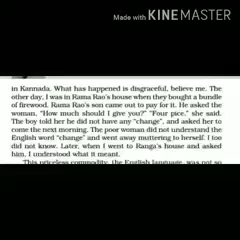 Made with KINEMASTER
in Kannada. What has happened is disgraceful, believe me. The
other day, I was in Rama Rao's house when they bought a bundle
of firewood. Rama Rao's son came out to pay for it. He asked the
woman, "How much should I give you?" "Four pice," she said.
The boy told her he did not have any "change", and asked her to
come the next morning. The poor woman did not understand the
English word "change" and went away muttering to herself. I too
did not know. Later, when I went to Ranga's house and asked
him, I understood what it meant.
This priceless commodity, the English language, was not so